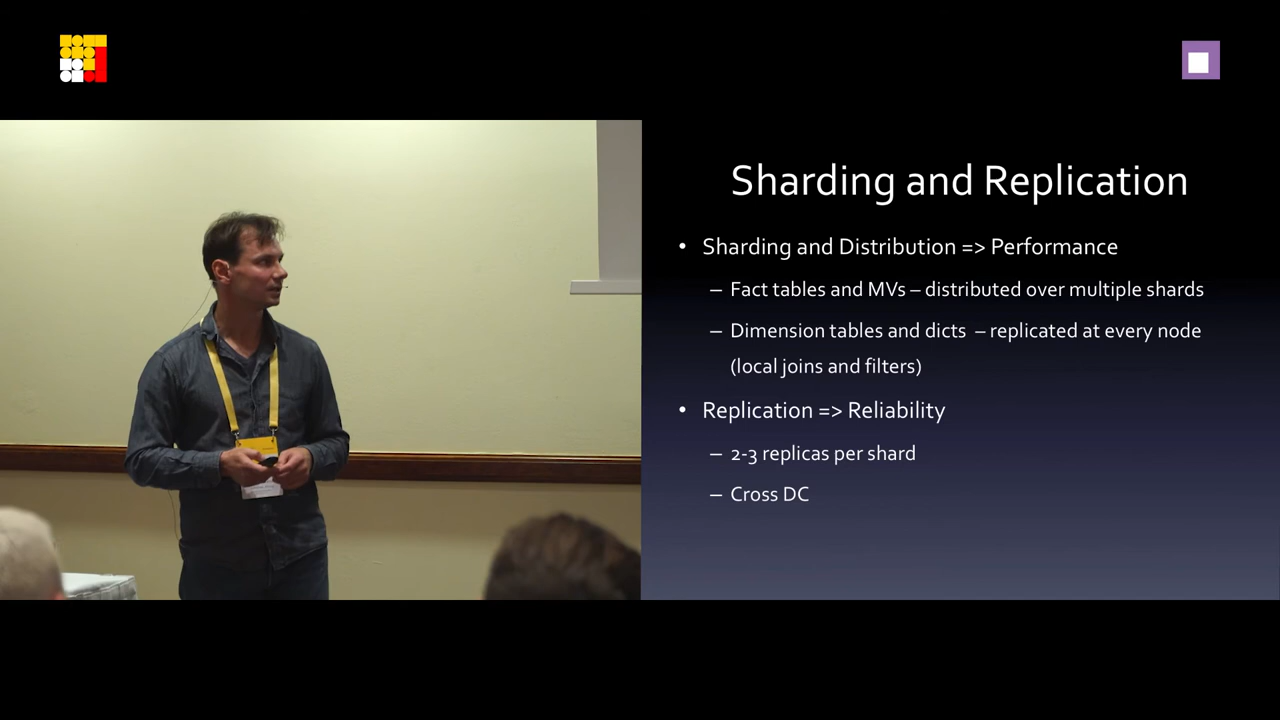 Sharding and Replication
• Sharding and Distribution => Performance
– Fact tables and MVs – distributed over multiple shards
– Dimension tables and dicts – replicated at every node
(local joins and filters)
• Replication => Reliability
– 2-3 replicas per shard
– Cross DC